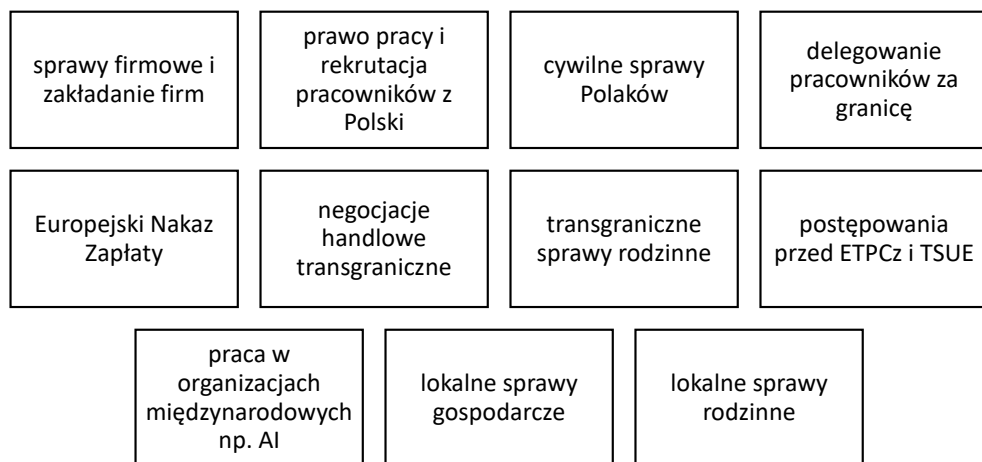 sprawy firmowe i
zakładanie firm
prawo pracy i
rekrutacja
pracowników z
Polski
cywilne sprawy
Polaków
delegowanie
pracowników za
granicę
Europejski Nakaz
Zapłaty
negocjacje
handlowe
transgraniczne
transgraniczne
sprawy rodzinne
postępowania
przed ETPCz i TSUE
praca w
organizacjach
międzynarodowych
np. AI
lokalne sprawy
gospodarcze
lokalne sprawy
rodzinne